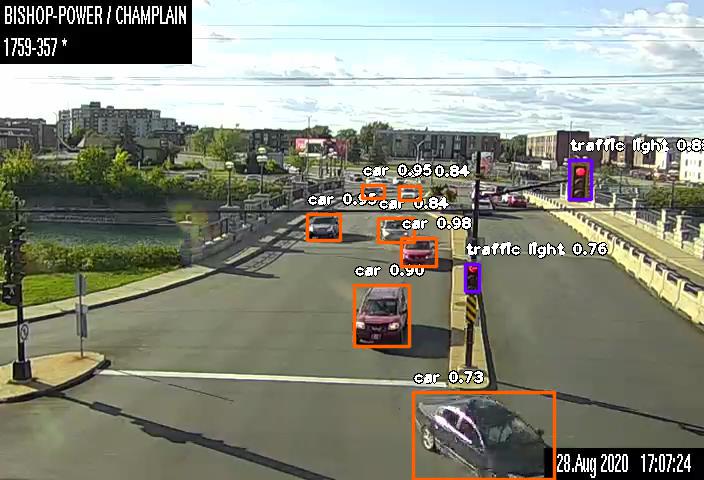 BISHOP-POWER / CHAMPLAIN
1759-357 *
traffic light 0.8
car 0.95
0.84
car 0.9
car 0.84
car 0.98
traffic light 0.76
car 0.90
car 0.73
28.Aug 2020 17:07:24